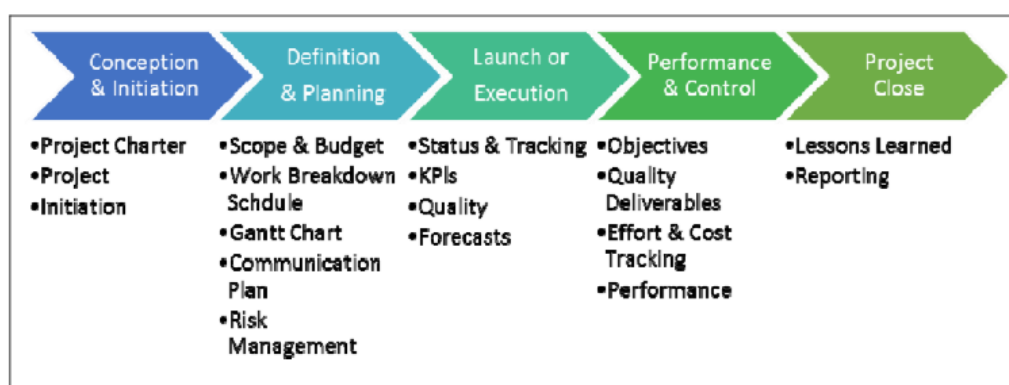 Conception
& Initiation
Definition
& Planning
Launch or
Execution
Performance
& Control
Project
Close
•Project Charter
•Project
•Initiation
•Scope & Budget
•Work Breakdown
Schdule
•Gantt Chart
•Communication
Plan
•Risk
Management
•Status & Tracking
•KPIs
•Quality
•Forecasts
•Objectives
•Quality
Deliverables
•Effort & Cost
Tracking
•Performance
•Lessons Learned
•Reporting